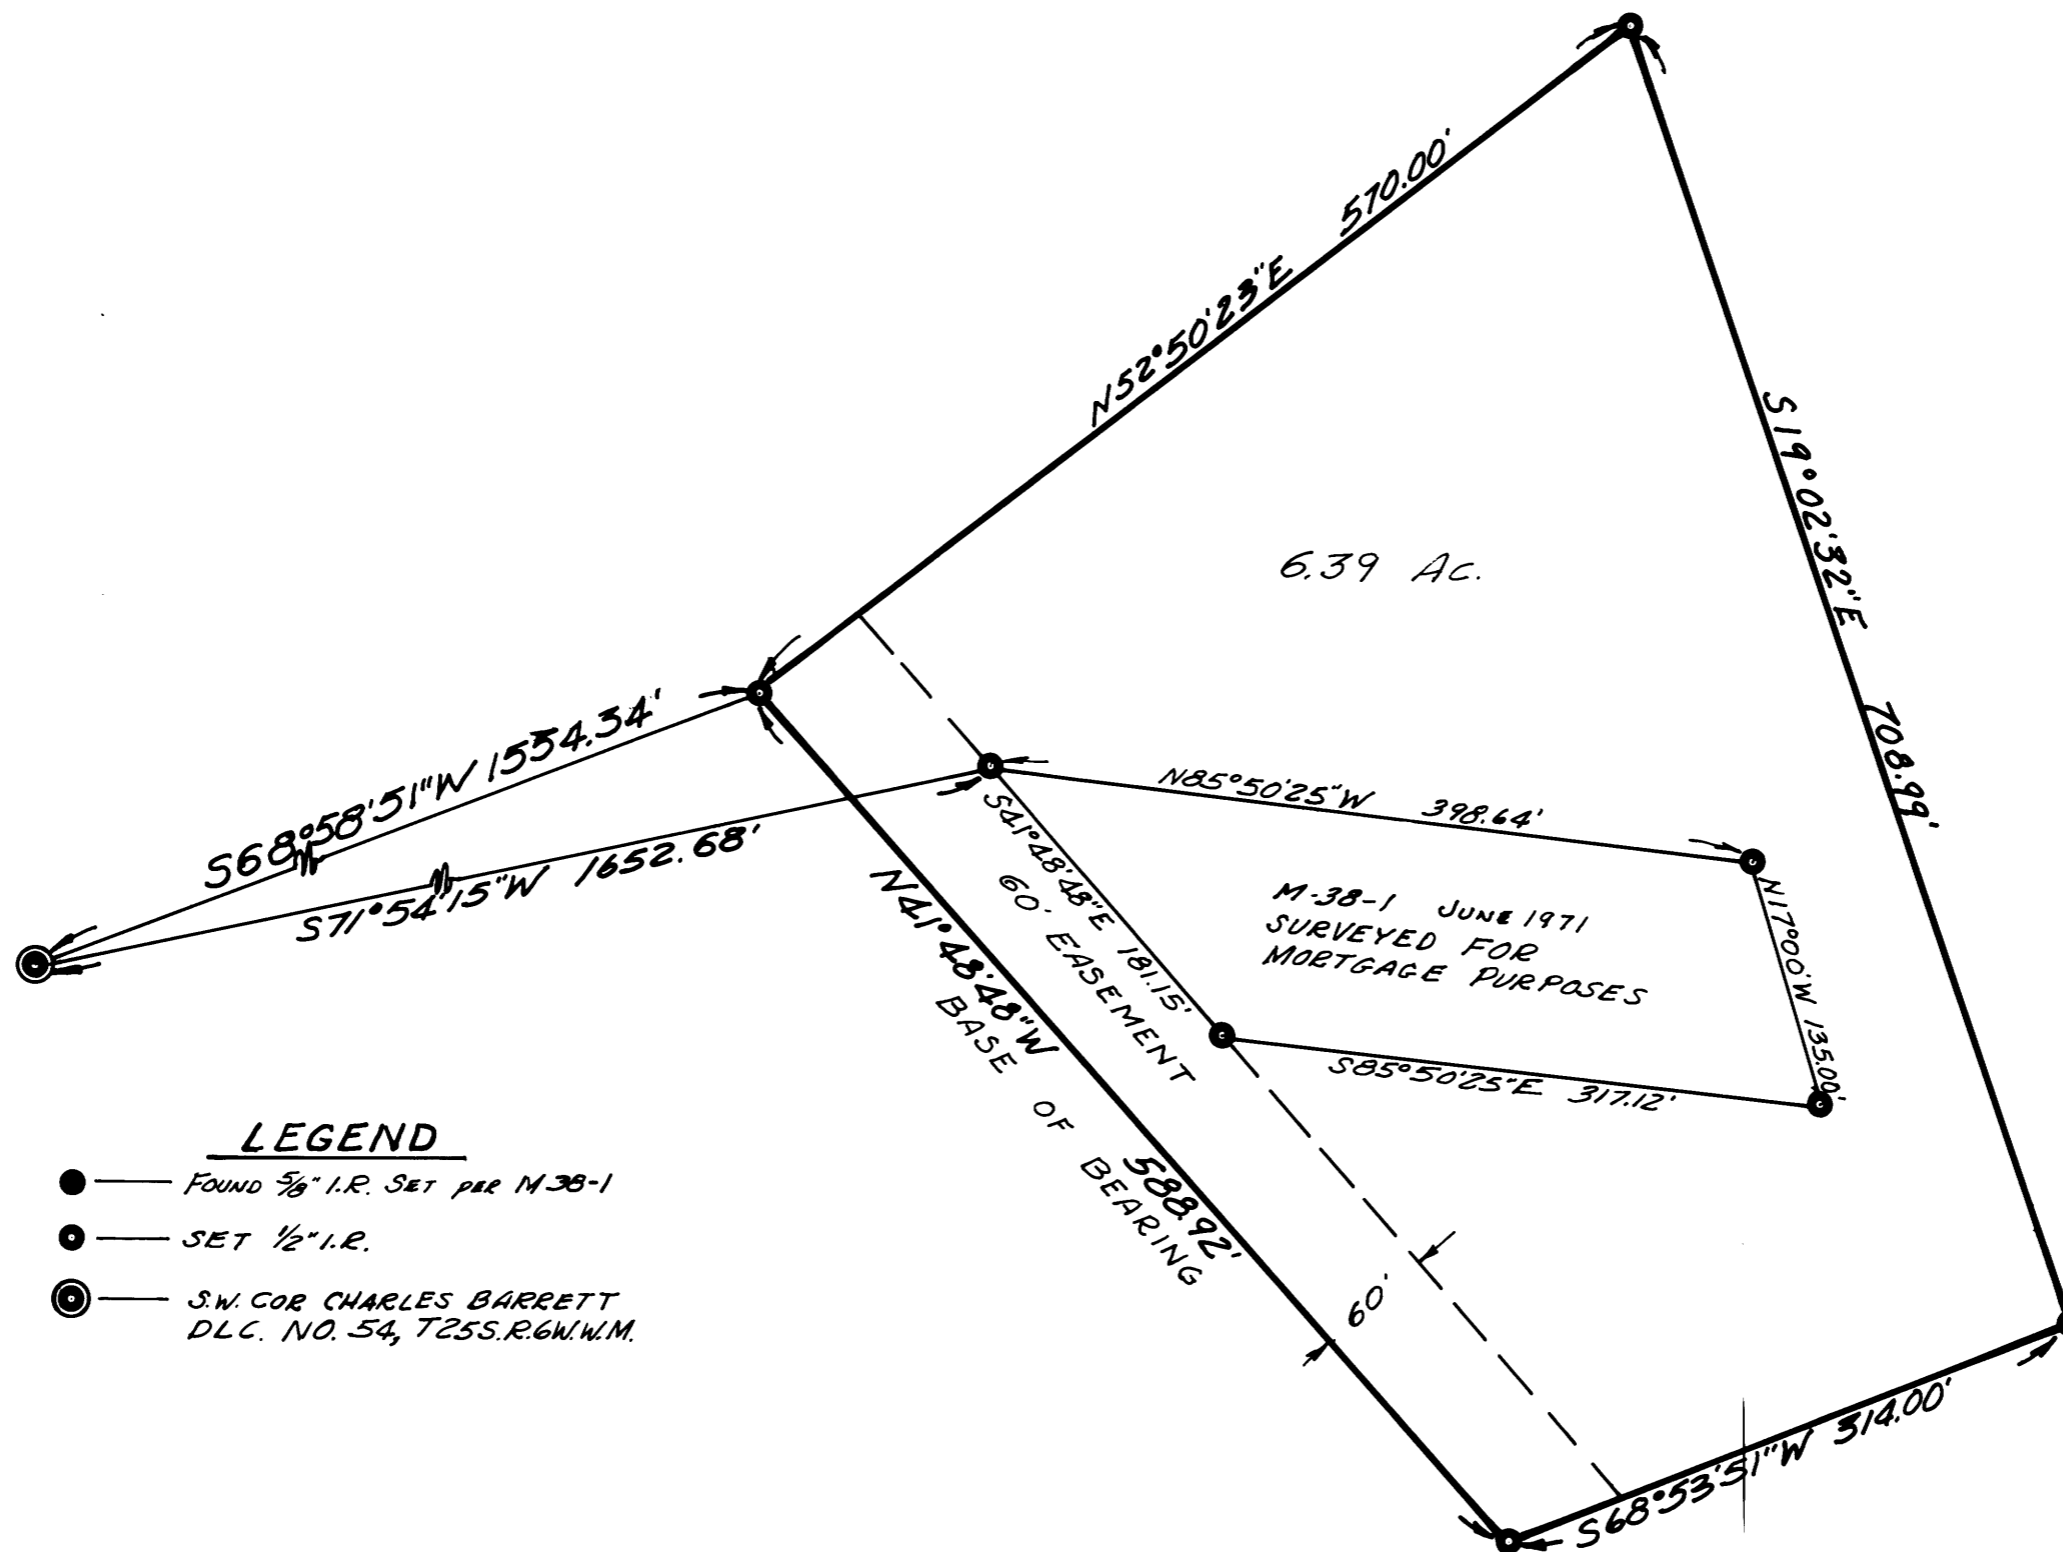 570.00'
N52°50'23"E
S19°02'32"E
708.99'
6.39 Ac.
S68°58'51"W 1554.34'
S71°54'15"W 1652.68'
N85°50'25"W 398.64'
S41°48'48"E 181.15'
60' EASEMENT
M-38-1 JUNE 1971
SURVEYED FOR
MORTGAGE PURPOSES
N17°00'W 135.00'
S85°50'25"E 317.12'
N41°48'48"W 588.92'
BASE OF BEARING
60'
S68°53'51"W 314.00'
LEGEND
FOUND 5/8" I.R. SET PER M38-1
SET 1/2" I.R.
S.W. COR CHARLES BARRETT
DLC. NO. 54, T25S.R.6W.W.M.